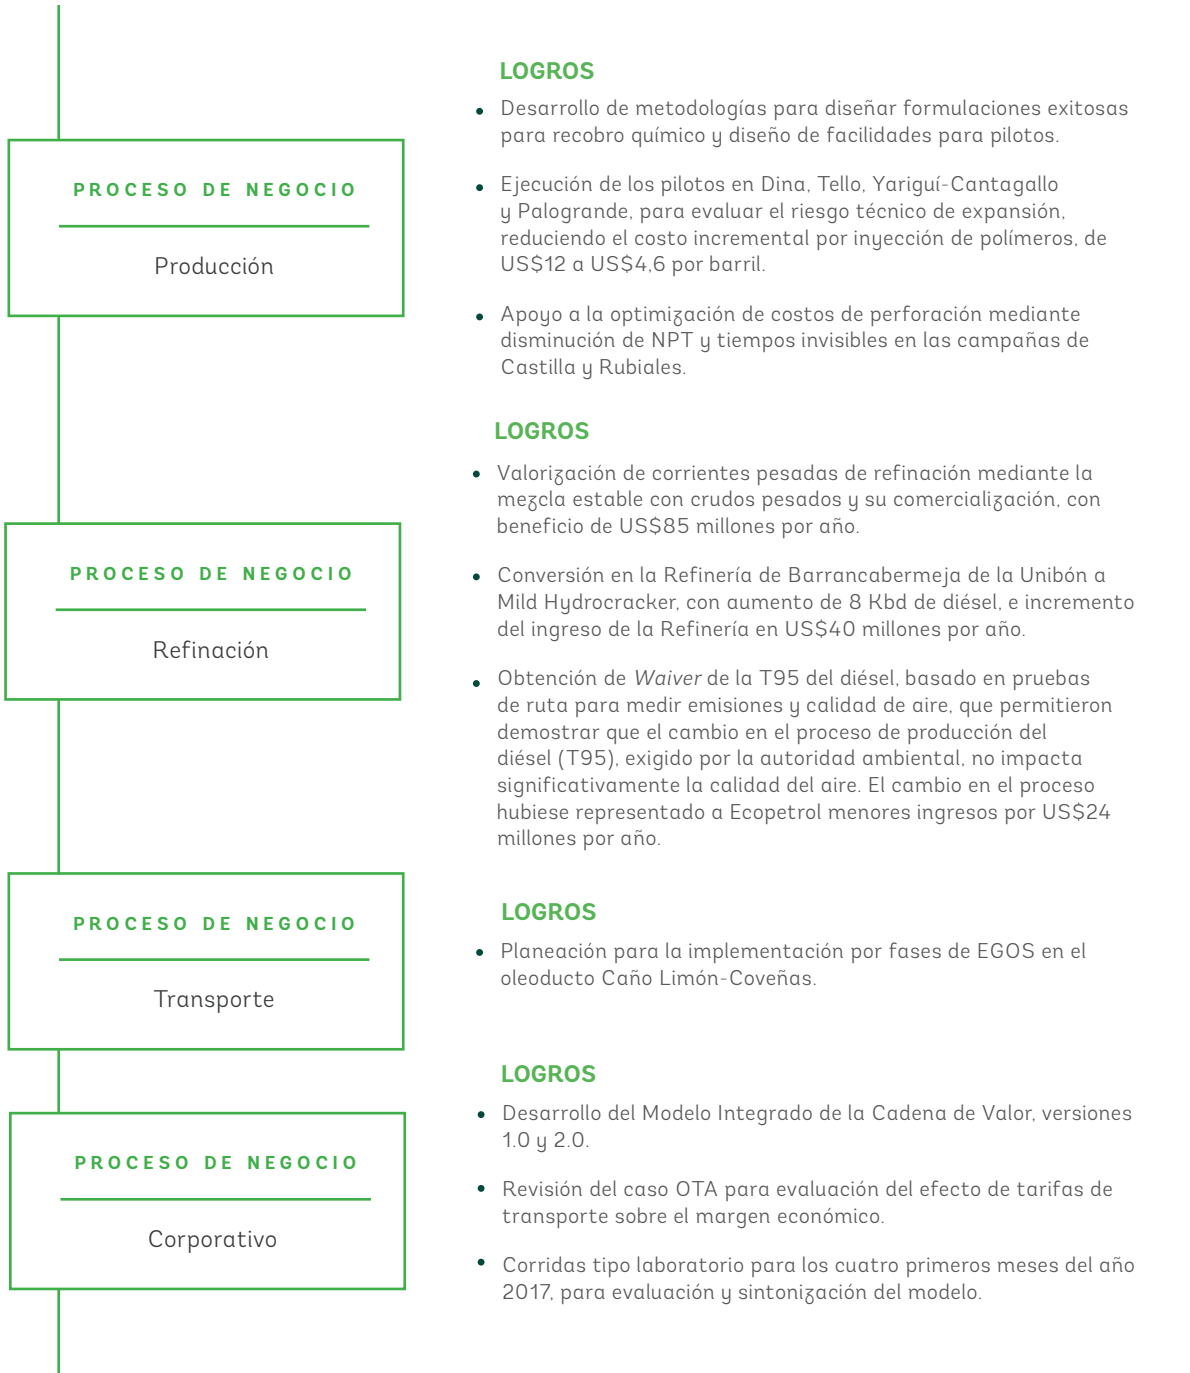 LOGROS
• Desarrollo de metodologías para diseñar formulaciones exitosas
para recobro químico y diseño de facilidades para pilotos.
PROCESO DE NEGOCIO
Producción
• Ejecución de los pilotos en Dina, Tello, Yariguí-Cantagallo
y Palogrande, para evaluar el riesgo técnico de expansión,
reduciendo el costo incremental por inyección de polímeros, de
US$12 a US$4,6 por barril.
• Apoyo a la optimización de costos de perforación mediante
disminución de NPT y tiempos invisibles en las campañas de
Castilla y Rubiales.
LOGROS
• Valorización de corrientes pesadas de refinación mediante la
mezcla estable con crudos pesados y su comercialización, con
beneficio de US$85 millones por año.
PROCESO DE NEGOCIO
Refinación
• Conversión en la Refinería de Barrancabermeja de la Unibón a
Mild Hydrocracker, con aumento de 8 Kbd de diésel, e incremento
del ingreso de la Refinería en US$40 millones por año.
• Obtención de Waiver de la T95 del diésel, basado en pruebas
de ruta para medir emisiones y calidad de aire, que permitieron
demostrar que el cambio en el proceso de producción del
diésel (T95), exigido por la autoridad ambiental, no impacta
significativamente la calidad del aire. El cambio en el proceso
hubiese representado a Ecopetrol menores ingresos por US$24
millones por año.
PROCESO DE NEGOCIO
Transporte
LOGROS
• Planeación para la implementación por fases de EGOS en el
oleoducto Caño Limón-Coveñas.
LOGROS
• Desarrollo del Modelo Integrado de la Cadena de Valor, versiones
1.0 y 2.0.
PROCESO DE NEGOCIO
Corporativo
• Revisión del caso OTA para evaluación del efecto de tarifas de
transporte sobre el margen económico.
• Corridas tipo laboratorio para los cuatro primeros meses del año
2017, para evaluación y sintonización del modelo.